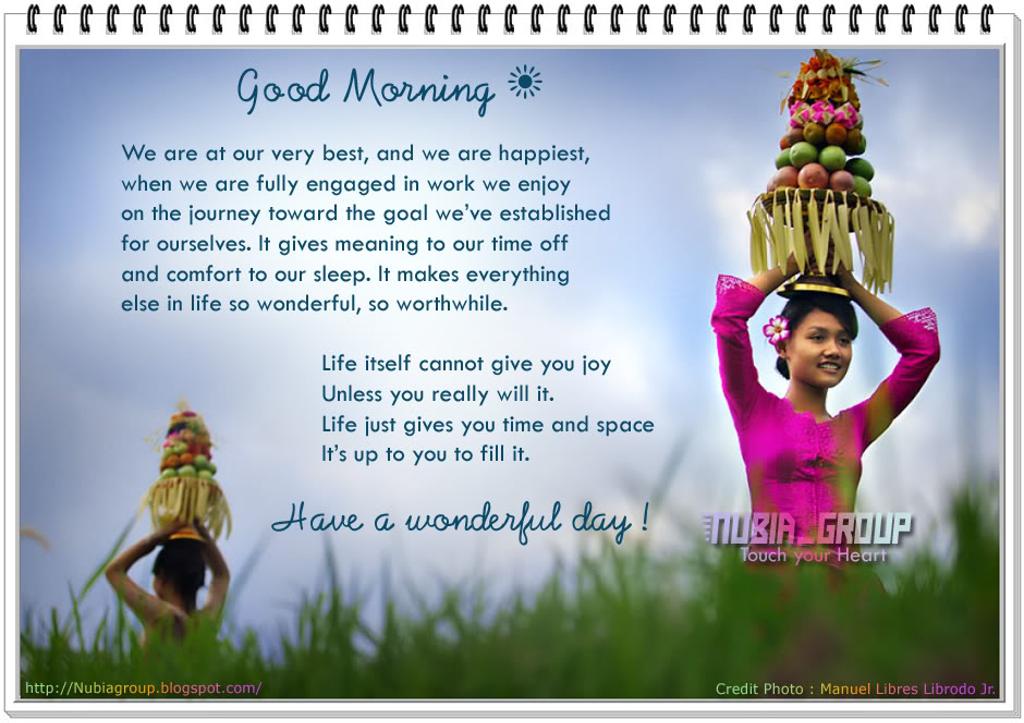 Good Morning
We are at our very best, and we are happiest,
when we are fully engaged in work we enjoy
on the journey toward the goal we've established
for ourselves. It gives meaning to our time off
and comfort to our sleep. It makes everything
else in life so wonderful, so worthwhile.
Life itself cannot give you joy
Unless you really will it.
Life just gives you time and space
It's up to you to fill it.
Have a wonderful day !
NUBIA_GROUP
Touch your Heart
http://Nubiagroup.blogspot.com/
Credit Photo : Manuel Libres Librodo Jr.